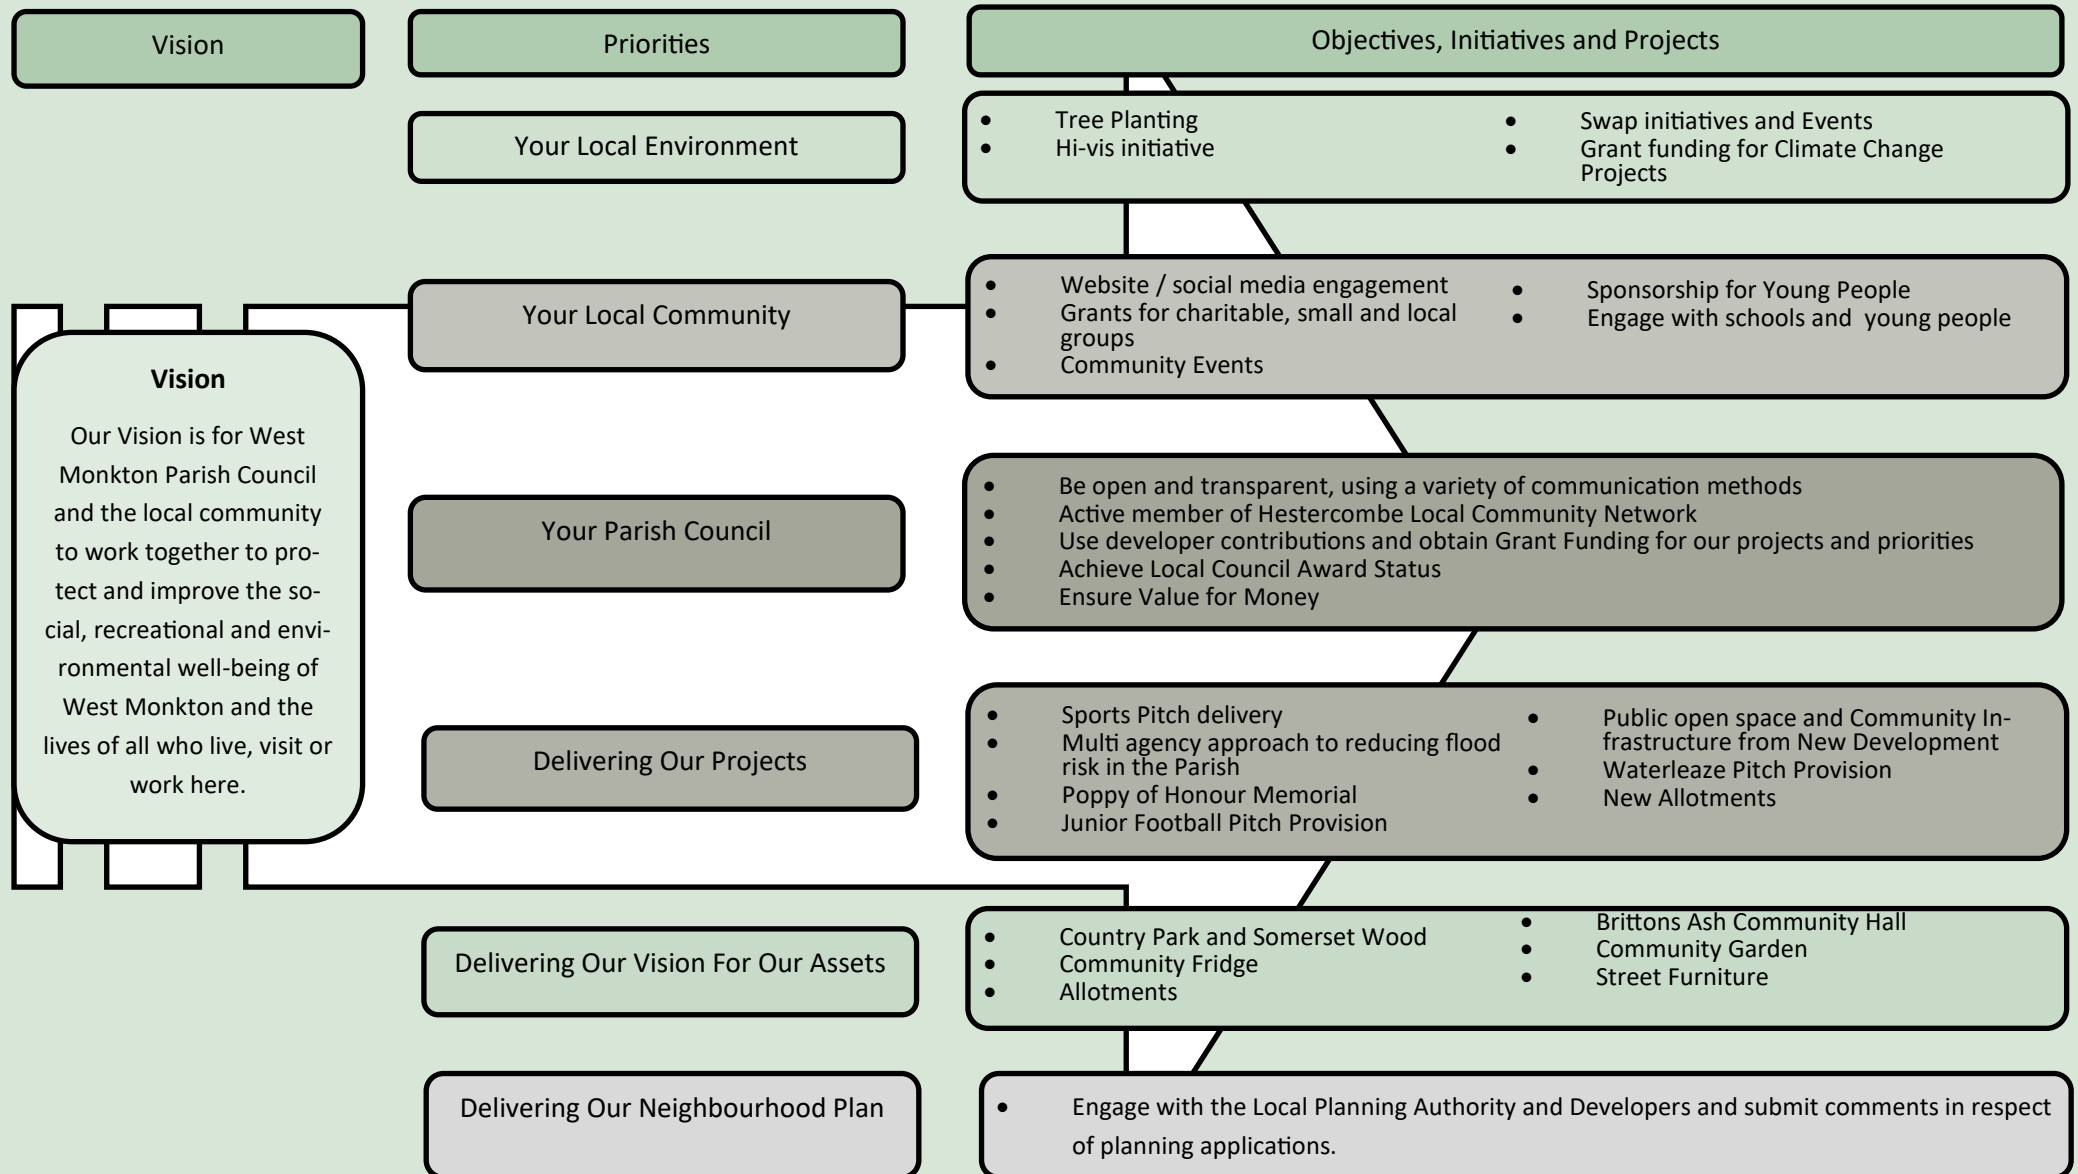 Vision
Priorities
Objectives, Initiatives and Projects
Your Local Environment
• Tree Planting
• Hi-vis initiative
• Swap initiatives and Events
• Grant funding for Climate Change
Projects
Your Local Community
• Website / social media engagement
• Grants for charitable, small and local
groups
• Community Events
• Sponsorship for Young People
• Engage with schools and  young people
Vision
Our Vision is for West
Monkton Parish Council
and the local community
to work together to pro-
tect and improve the so-
cial, recreational and envi-
ronmental well-being of
West Monkton and the
lives of all who live, visit or
work here.
Your Parish Council
• Be open and transparent, using a variety of communication methods
• Active member of Hestercombe Local Community Network
• Use developer contributions and obtain Grant Funding for our projects and priorities
• Achieve Local Council Award Status
• Ensure Value for Money
Delivering Our Projects
• Sports Pitch delivery
• Multi agency approach to reducing flood
risk in the Parish
• Poppy of Honour Memorial
• Junior Football Pitch Provision
• Public open space and Community In-
frastructure from New Development
• Waterleaze Pitch Provision
• New Allotments
Delivering Our Vision For Our Assets
• Country Park and Somerset Wood
• Community Fridge
• Allotments
• Brittons Ash Community Hall
• Community Garden
• Street Furniture
Delivering Our Neighbourhood Plan
• Engage with the Local Planning Authority and Developers and submit comments in respect
of planning applications.